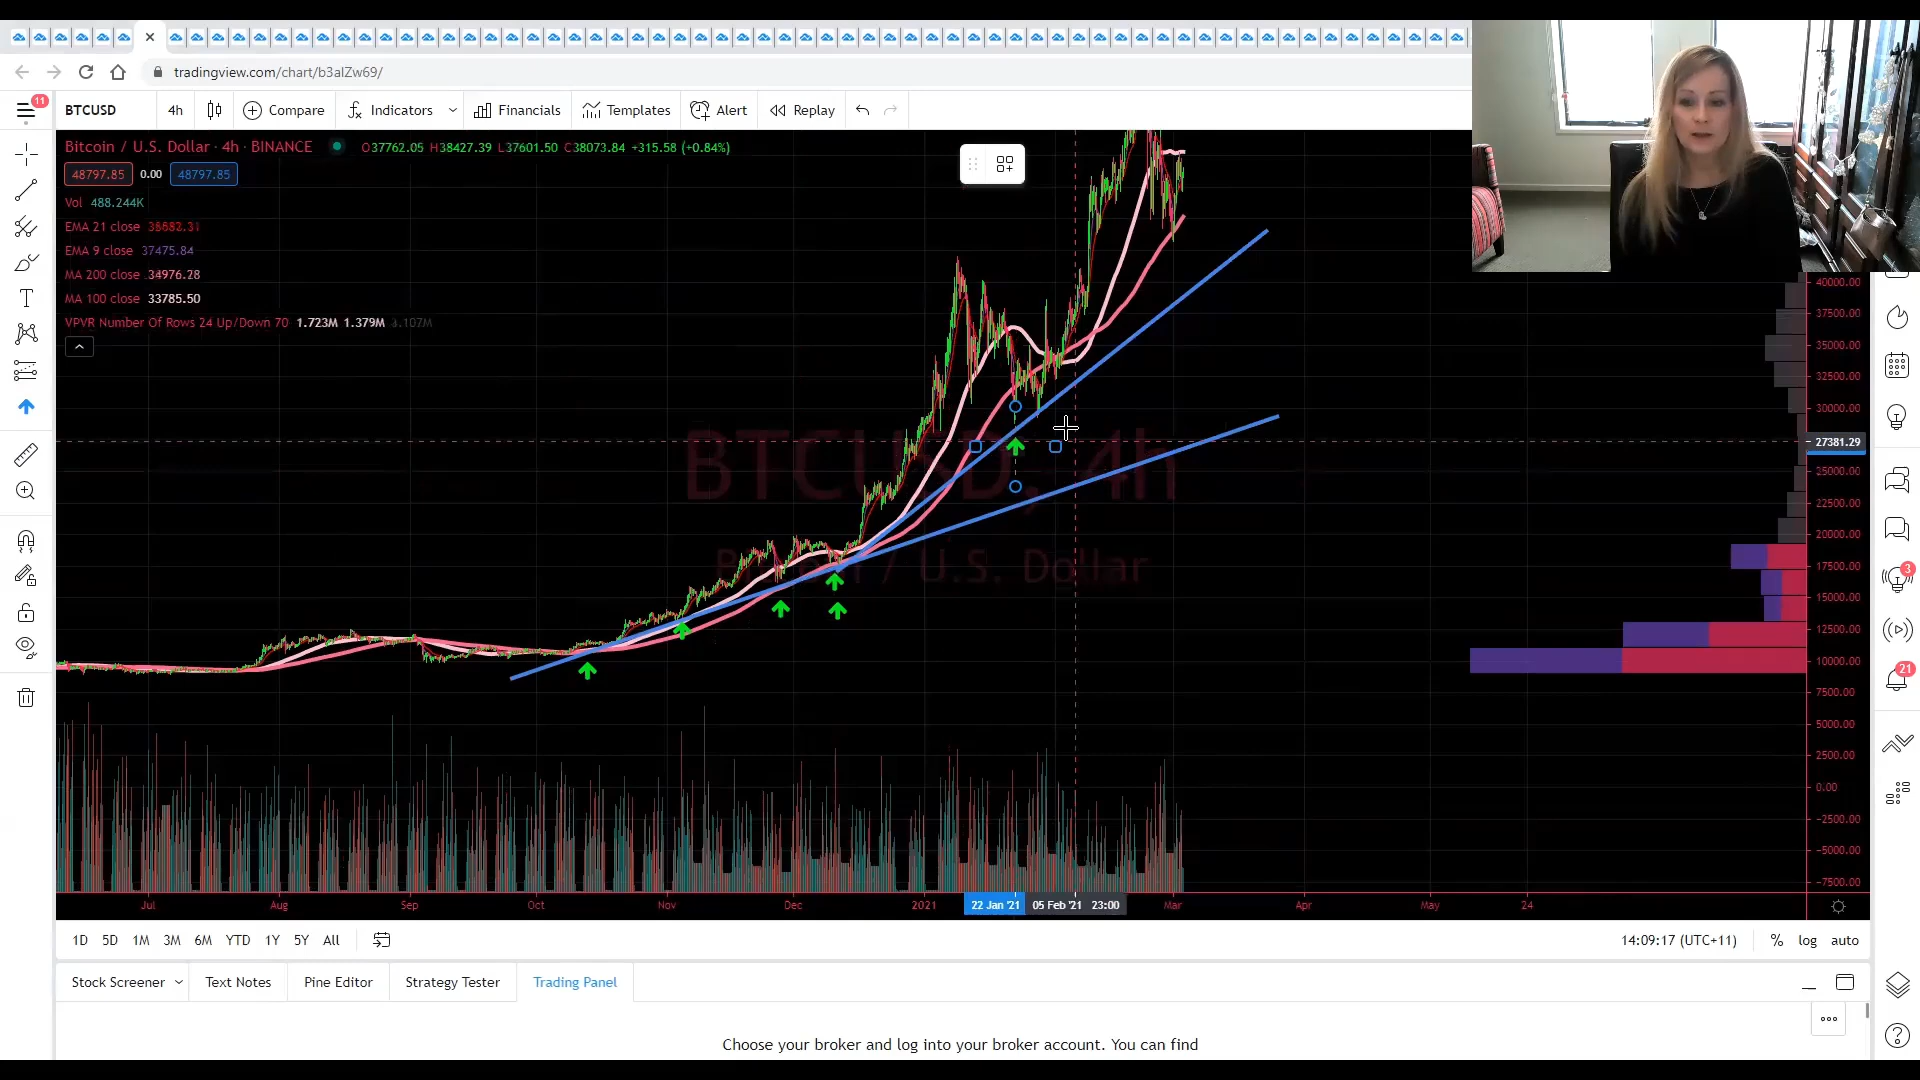 tradingview.com/chart/b3alZw69/
11
BTCUSD 4h Compare Indicators Financials Templates Alert Replay
Bitcoin / U.S. Dollar · 4h · BINANCE O37762.05 H38427.39 L37601.50 C38073.84 +315.58 (+0.84%)
48797.85 0.00 48797.85
Vol 488.244K
EMA 21 close
EMA 9 close 37475.84
MA 200 close 34976.28
MA 100 close 33785.50
VPVR Number Of Rows 24 Up/Down 70 1.723M 1.379M 3.107M
BTCUSD, 4h
Bitcoin / U.S. Dollar
40000.00
37500.00
35000.00
32500.00
30000.00
27381.29
25000.00
22500.00
20000.00
17500.00
15000.00
12500.00
10000.00
7500.00
5000.00
2500.00
0.00
-2500.00
-5000.00
-7500.00
3
21
Jul Aug Sep Oct Nov Dec 2021 22 Jan '21 05 Feb '21 23:00 Mar Apr May 24
1D 5D 1M 3M 6M YTD 1Y 5Y All 14:09:17 (UTC+11) % log auto
Stock Screener Text Notes Pine Editor Strategy Tester Trading Panel
Choose your broker and log into your broker account. You can find